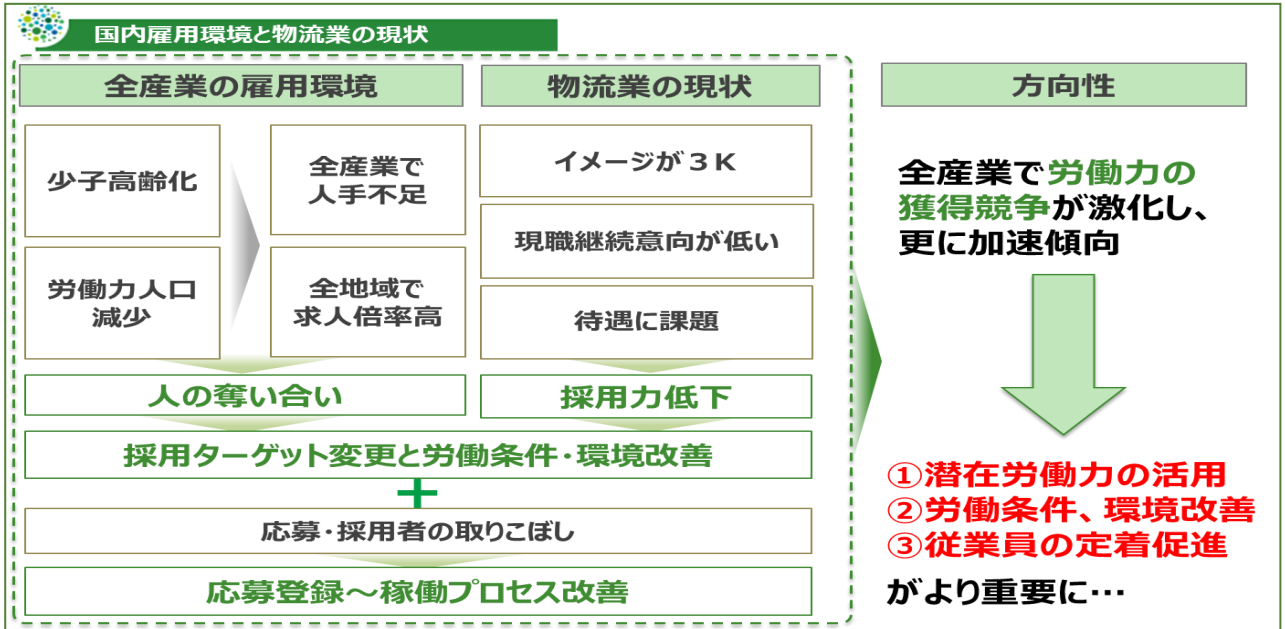 国内雇用環境と物流業の現状
全産業の雇用環境
少子高齢化
労働力人口
減少
全産業で
人手不足
全地域で
求人倍率高
人の奪い合い
物流業の現状
イメージが３K
現職継続意向が低い
待遇に課題
採用力低下
採用ターゲット変更と労働条件・環境改善
＋
応募・採用者の取りこぼし
応募登録～稼働プロセス改善
方向性
全産業で労働力の
獲得競争が激化し、
更に加速傾向
①潜在労働力の活用
②労働条件、環境改善
③従業員の定着促進
がより重要に…